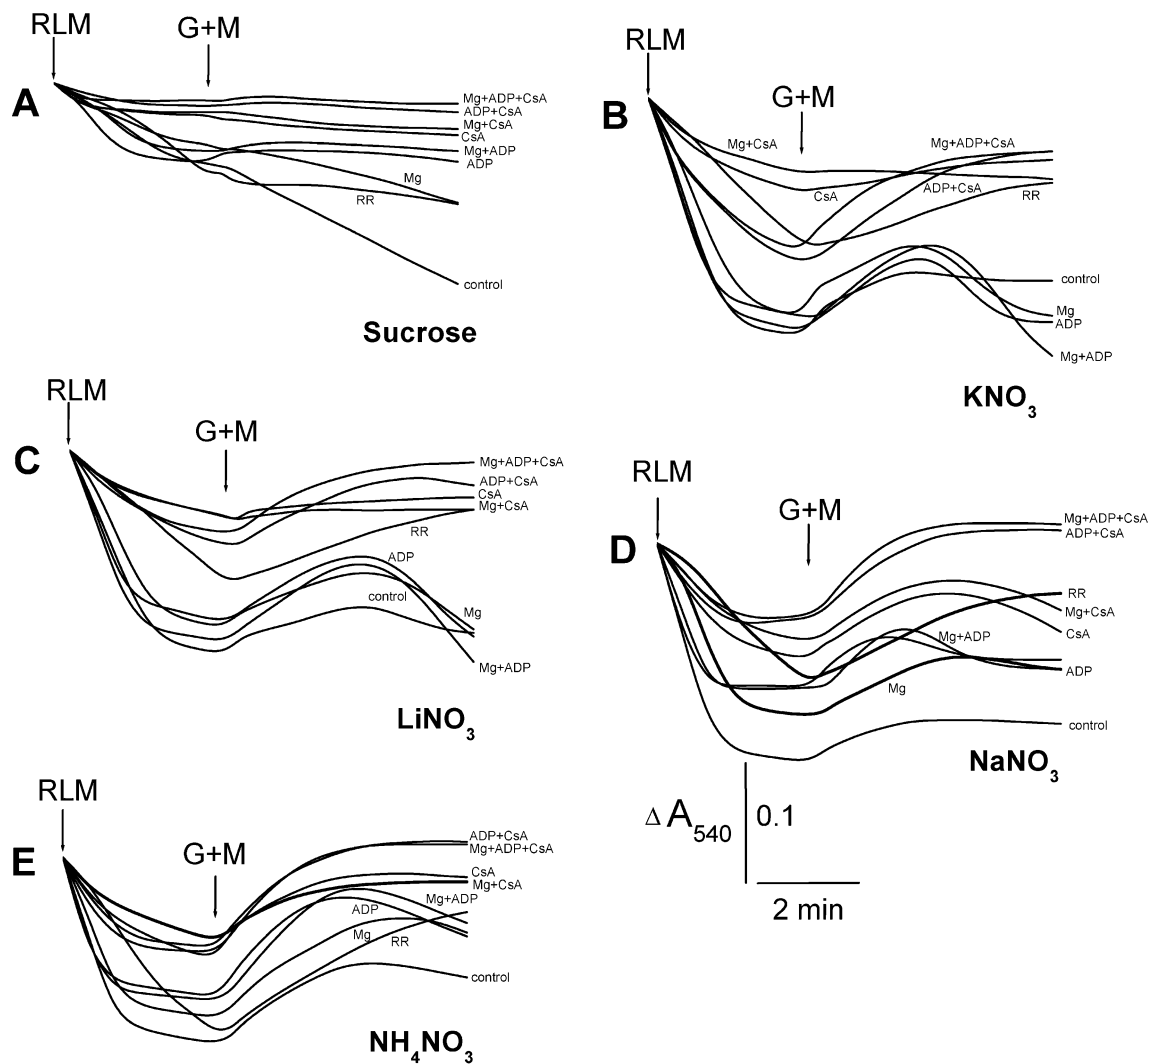 RLM
G+M
A
Mg+ADP+CsA
ADP+CsA
Mg+CsA
CsA
Mg+ADP
ADP
Mg
RR
control
Sucrose
RLM
G+M
B
Mg+CsA
Mg+ADP+CsA
CsA
ADP+CsA
RR
control
Mg
ADP
Mg+ADP
KNO3
RLM
G+M
C
Mg+ADP+CsA
ADP+CsA
CsA
Mg+CsA
RR
ADP
control
Mg
Mg+ADP
LiNO3
RLM
G+M
D
Mg+ADP+CsA
ADP+CsA
RR
Mg+CsA
CsA
Mg+ADP
ADP
Mg
control
NaNO3
Δ A540 0.1
2 min
RLM
G+M
E
ADP+CsA
Mg+ADP+CsA
CsA
Mg+CsA
Mg+ADP
ADP
Mg
RR
control
NH4NO3